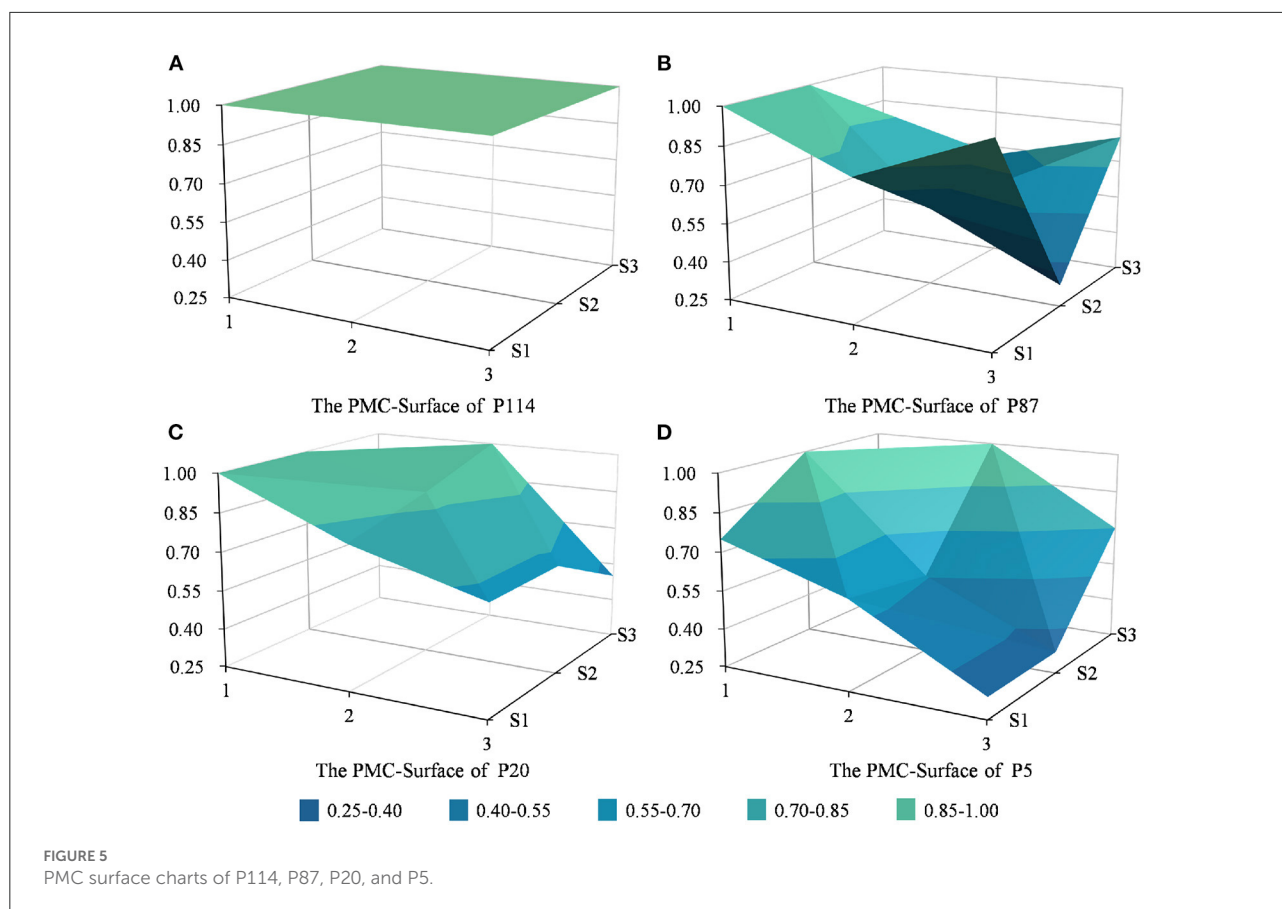 A
1.00
0.85
0.70
0.55
0.40
0.25
1
2
3
S1
S2
S3
The PMC-Surface of P114
B
1.00
0.85
0.70
0.55
0.40
0.25
1
2
3
S1
S2
S3
The PMC-Surface of P87
C
1.00
0.85
0.70
0.55
0.40
0.25
1
2
3
S1
S2
S3
The PMC-Surface of P20
D
1.00
0.85
0.70
0.55
0.40
0.25
1
2
3
S1
S2
S3
The PMC-Surface of P5
0.25-0.40 0.40-0.55 0.55-0.70 0.70-0.85 0.85-1.00
FIGURE 5
PMC surface charts of P114, P87, P20, and P5.